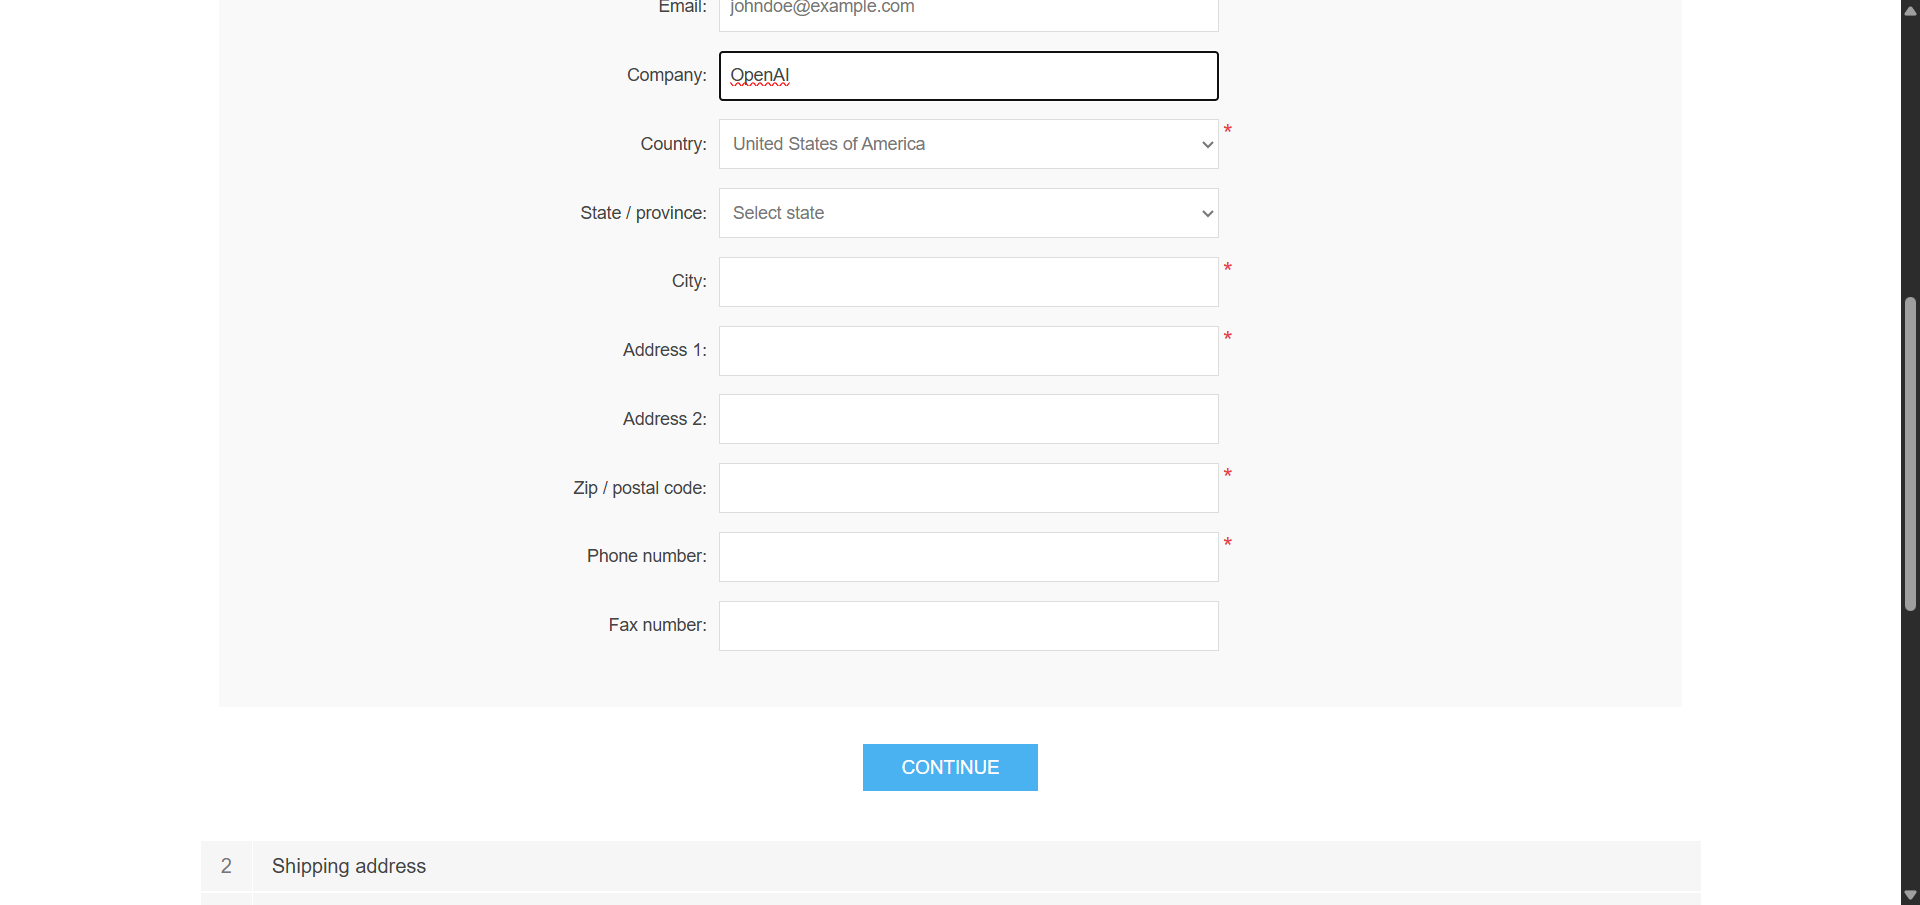 Email: johndoe@example.com
Company: OpenAI
Country: United States of America *
State / province: Select state
City: *
Address 1: *
Address 2:
Zip / postal code: *
Phone number: *
Fax number:
CONTINUE
2 Shipping address